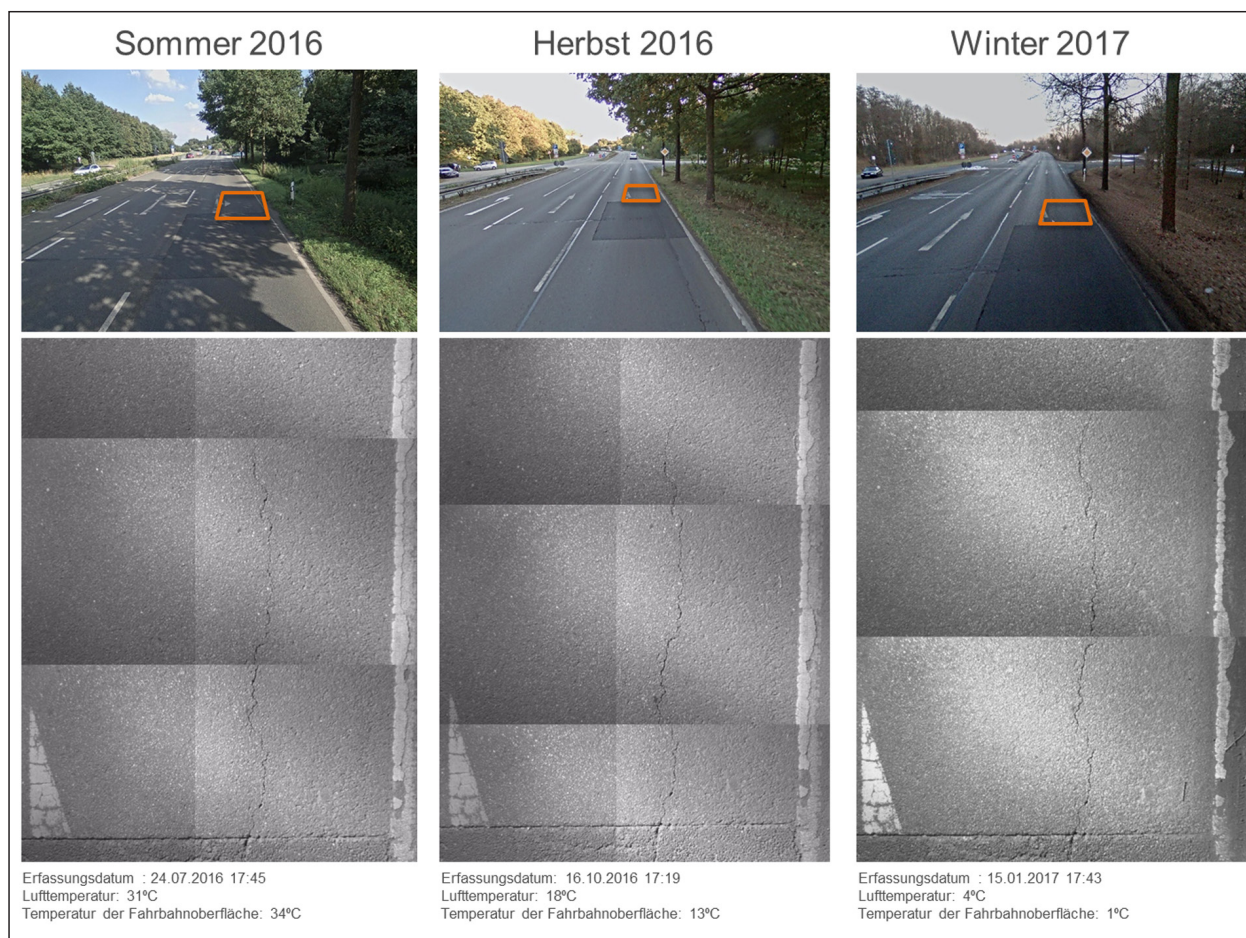 Sommer 2016
Herbst 2016
Winter 2017
Erfassungsdatum : 24.07.2016 17:45
Lufttemperatur: 31ºC
Temperatur der Fahrbahnoberfläche: 34ºC
Erfassungsdatum: 16.10.2016 17:19
Lufttemperatur: 18ºC
Temperatur der Fahrbahnoberfläche: 13ºC
Erfassungsdatum : 15.01.2017 17:43
Lufttemperatur: 4ºC
Temperatur der Fahrbahnoberfläche: 1ºC